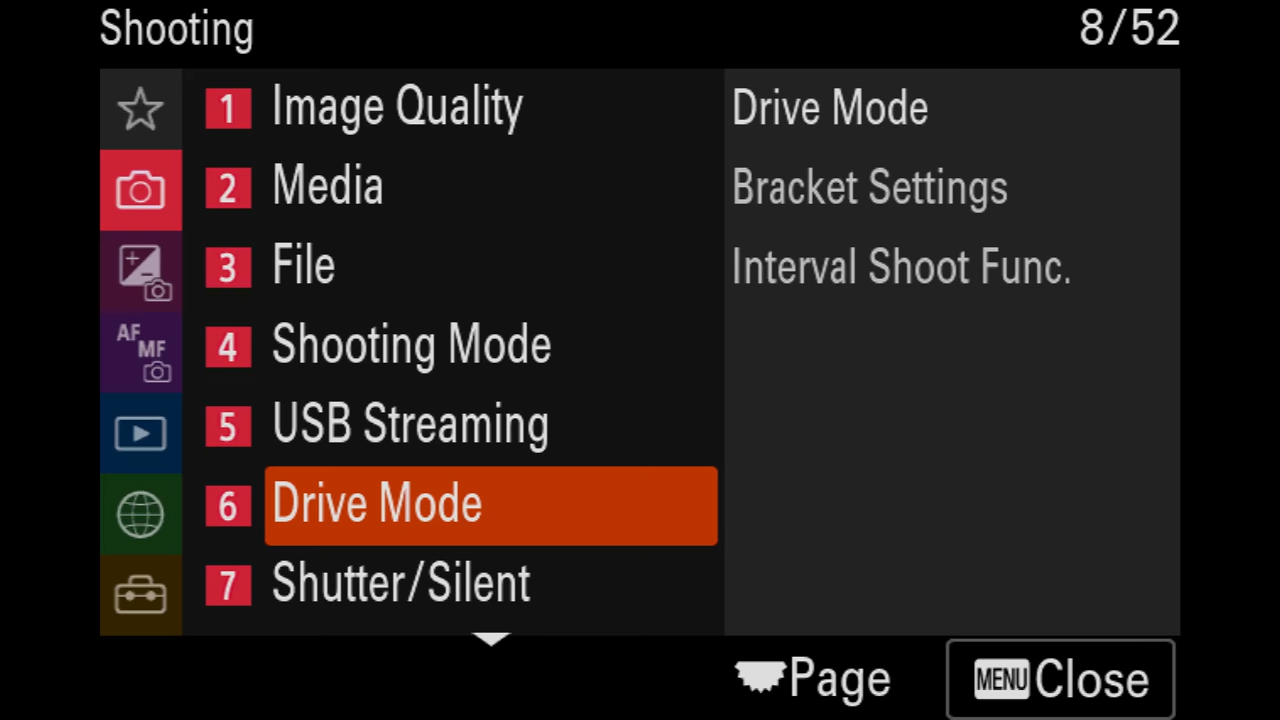 Shooting 8/52
1 Image Quality
2 Media
3 File
4 Shooting Mode
5 USB Streaming
6 Drive Mode
7 Shutter/Silent
Drive Mode
Bracket Settings
Interval Shoot Func.
AF
MF
Page
MENU Close